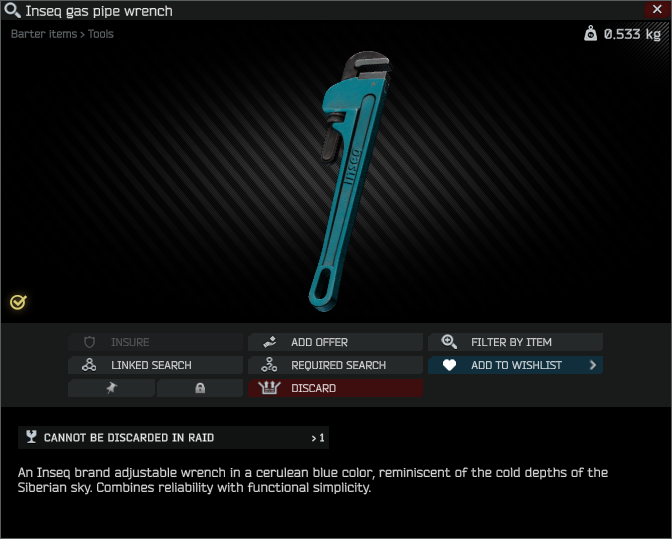 Inseq gas pipe wrench
Barter items > Tools
0.533 kg
Inseq
INSURE
ADD OFFER
FILTER BY ITEM
LINKED SEARCH
REQUIRED SEARCH
ADD TO WISHLIST
DISCARD
CANNOT BE DISCARDED IN RAID > 1
An Inseq brand adjustable wrench in a cerulean blue color, reminiscent of the cold depths of the
Siberian sky. Combines reliability with functional simplicity.